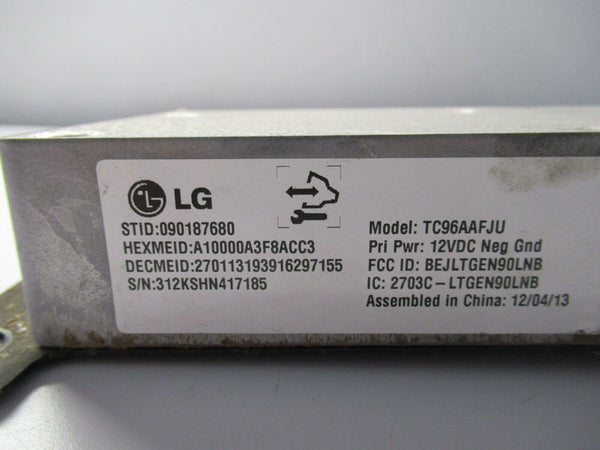 LG
STID:090187680
HEXMEID:A10000A3F8ACC3
DECMEID:270113193916297155
S/N:312KSHN417185
Model: TC96AAFJU
Pri Pwr: 12VDC Neg Gnd
FCC ID: BEJLTGEN90LNB
IC: 2703C-LTGEN90LNB
Assembled in China: 12/04/13